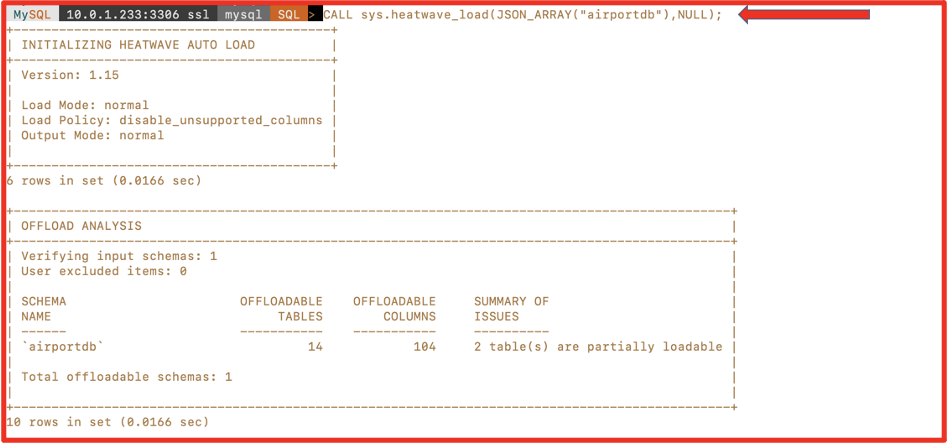 MySQL 10.0.1.233:3306 ssl mysql SQL > CALL sys.heatwave_load(JSON_ARRAY("airportdb"),NULL);
+------------------------------------------+
| INITIALIZING HEATWAVE AUTO LOAD          |
+------------------------------------------+
| Version: 1.15                            |
|                                          |
| Load Mode: normal                        |
| Load Policy: disable_unsupported_columns |
| Output Mode: normal                      |
|                                          |
+------------------------------------------+
6 rows in set (0.0166 sec)
+------------------------------------------------------------------------------------------------+
| OFFLOAD ANALYSIS                                                                               |
+------------------------------------------------------------------------------------------------+
| Verifying input schemas: 1                                                                     |
| User excluded items: 0                                                                         |
|                                                                                                |
| SCHEMA                       OFFLOADABLE    OFFLOADABLE     SUMMARY OF                         |
| NAME                              TABLES        COLUMNS     ISSUES                             |
| ------                       -----------    -----------     ----------                         |
| `airportdb`                           14            104     2 table(s) are partially loadable |
|                                                                                                |
| Total offloadable schemas: 1                                                                   |
|                                                                                                |
+------------------------------------------------------------------------------------------------+
10 rows in set (0.0166 sec)